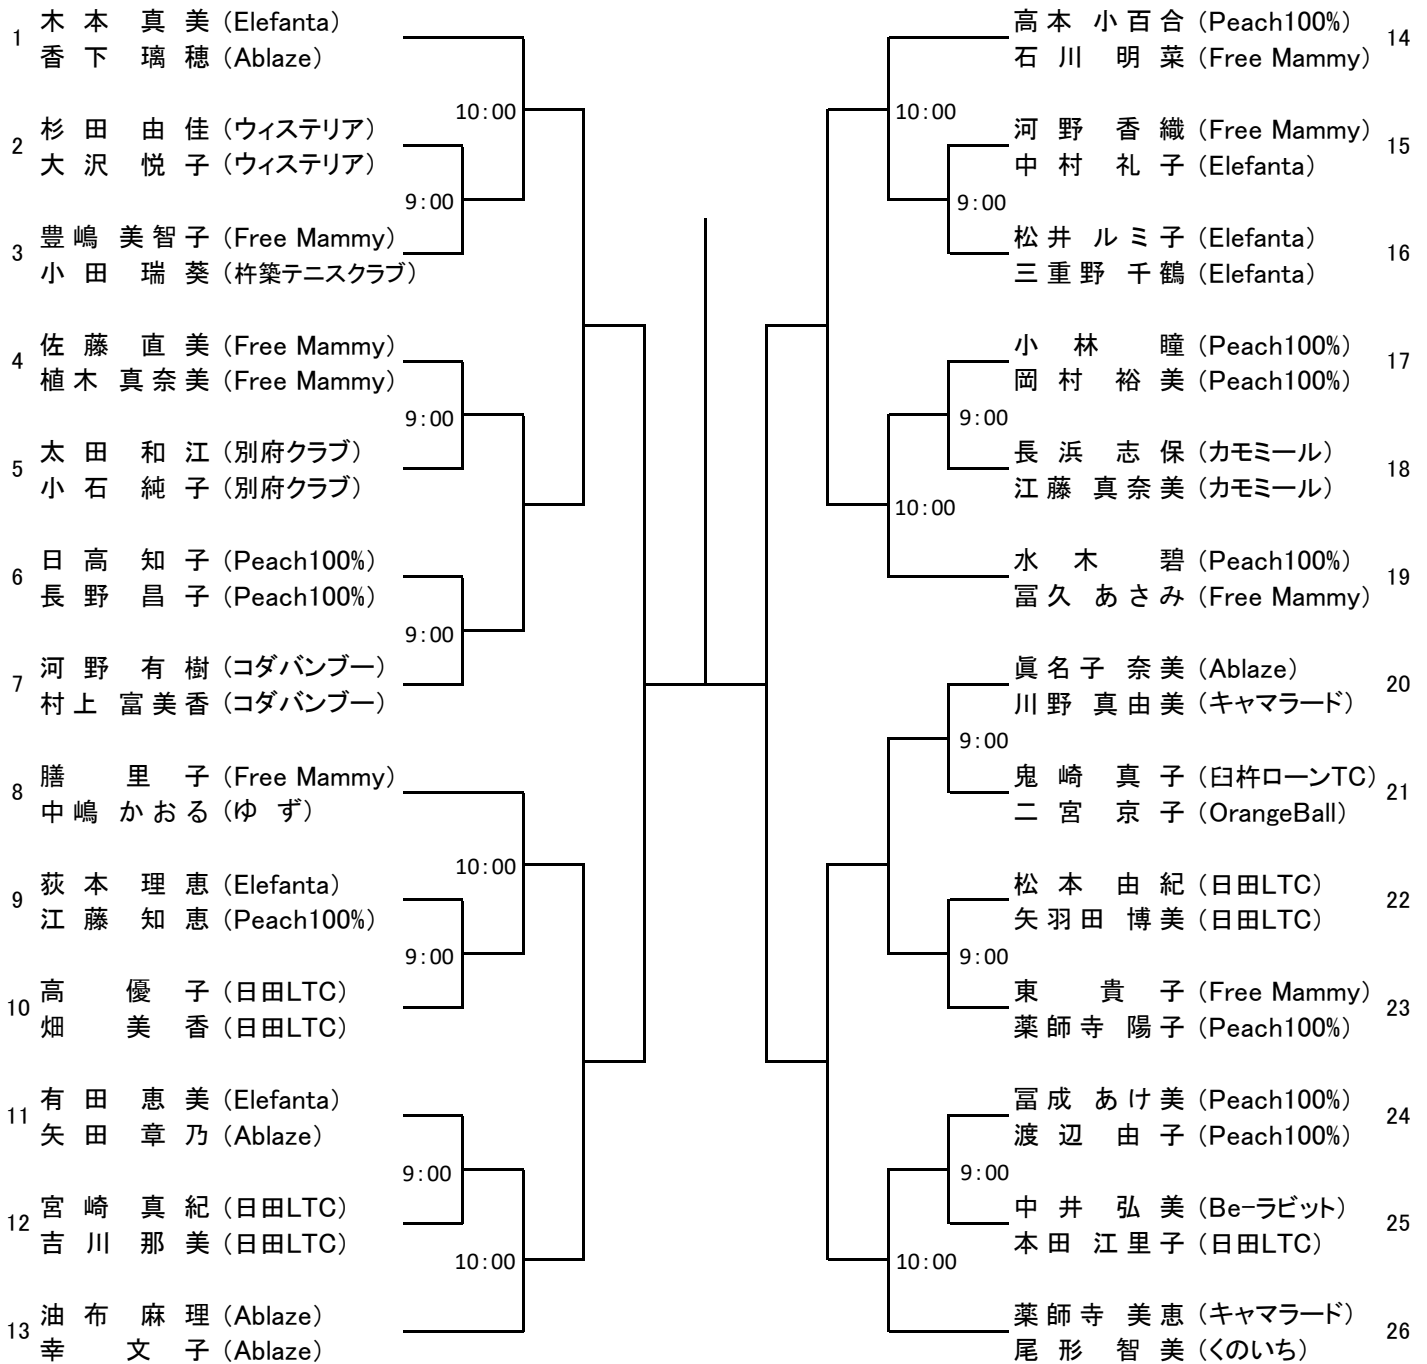 1
木本 真美 (Elefanta)
香下 璃穂 (Ablaze)
10:00
2
杉田 由佳 (ウィステリア)
大沢 悦子 (ウィステリア)
9:00
3
豊嶋 美智子 (Free Mammy)
小田 瑞葵 (杵築テニスクラブ)
4
佐藤 直美 (Free Mammy)
植木 真奈美 (Free Mammy)
9:00
5
太田 和江 (別府クラブ)
小石 純子 (別府クラブ)
6
日高 知子 (Peach100%)
長野 昌子 (Peach100%)
9:00
7
河野 有樹 (コダバンブー)
村上 富美香 (コダバンブー)
8
膳 里子 (Free Mammy)
中嶋 かおる (ゆ ず)
10:00
9
荻本 理恵 (Elefanta)
江藤 知恵 (Peach100%)
9:00
10
高 優子 (日田LTC)
畑 美香 (日田LTC)
11
有田 恵美 (Elefanta)
矢田 章乃 (Ablaze)
9:00
12
宮崎 真紀 (日田LTC)
吉川 那美 (日田LTC)
10:00
13
油布 麻理 (Ablaze)
幸 文子 (Ablaze)
高本 小百合 (Peach100%)
石川 明菜 (Free Mammy)
14
10:00
河野 香織 (Free Mammy)
中村 礼子 (Elefanta)
15
9:00
松井 ルミ子 (Elefanta)
三重野 千鶴 (Elefanta)
16
小林 瞳 (Peach100%)
岡村 裕美 (Peach100%)
17
9:00
長浜 志保 (カモミール)
江藤 真奈美 (カモミール)
18
10:00
水木 碧 (Peach100%)
冨久 あさみ (Free Mammy)
19
眞名子 奈美 (Ablaze)
川野 真由美 (キャマラード)
20
9:00
鬼崎 真子 (臼杵ローンTC)
二宮 京子 (OrangeBall)
21
松本 由紀 (日田LTC)
矢羽田 博美 (日田LTC)
22
9:00
東 貴子 (Free Mammy)
薬師寺 陽子 (Peach100%)
23
冨成 あけ美 (Peach100%)
渡辺 由子 (Peach100%)
24
9:00
中井 弘美 (Be-ラビット)
本田 江里子 (日田LTC)
25
10:00
薬師寺 美恵 (キャマラード)
尾形 智美 (くのいち)
26